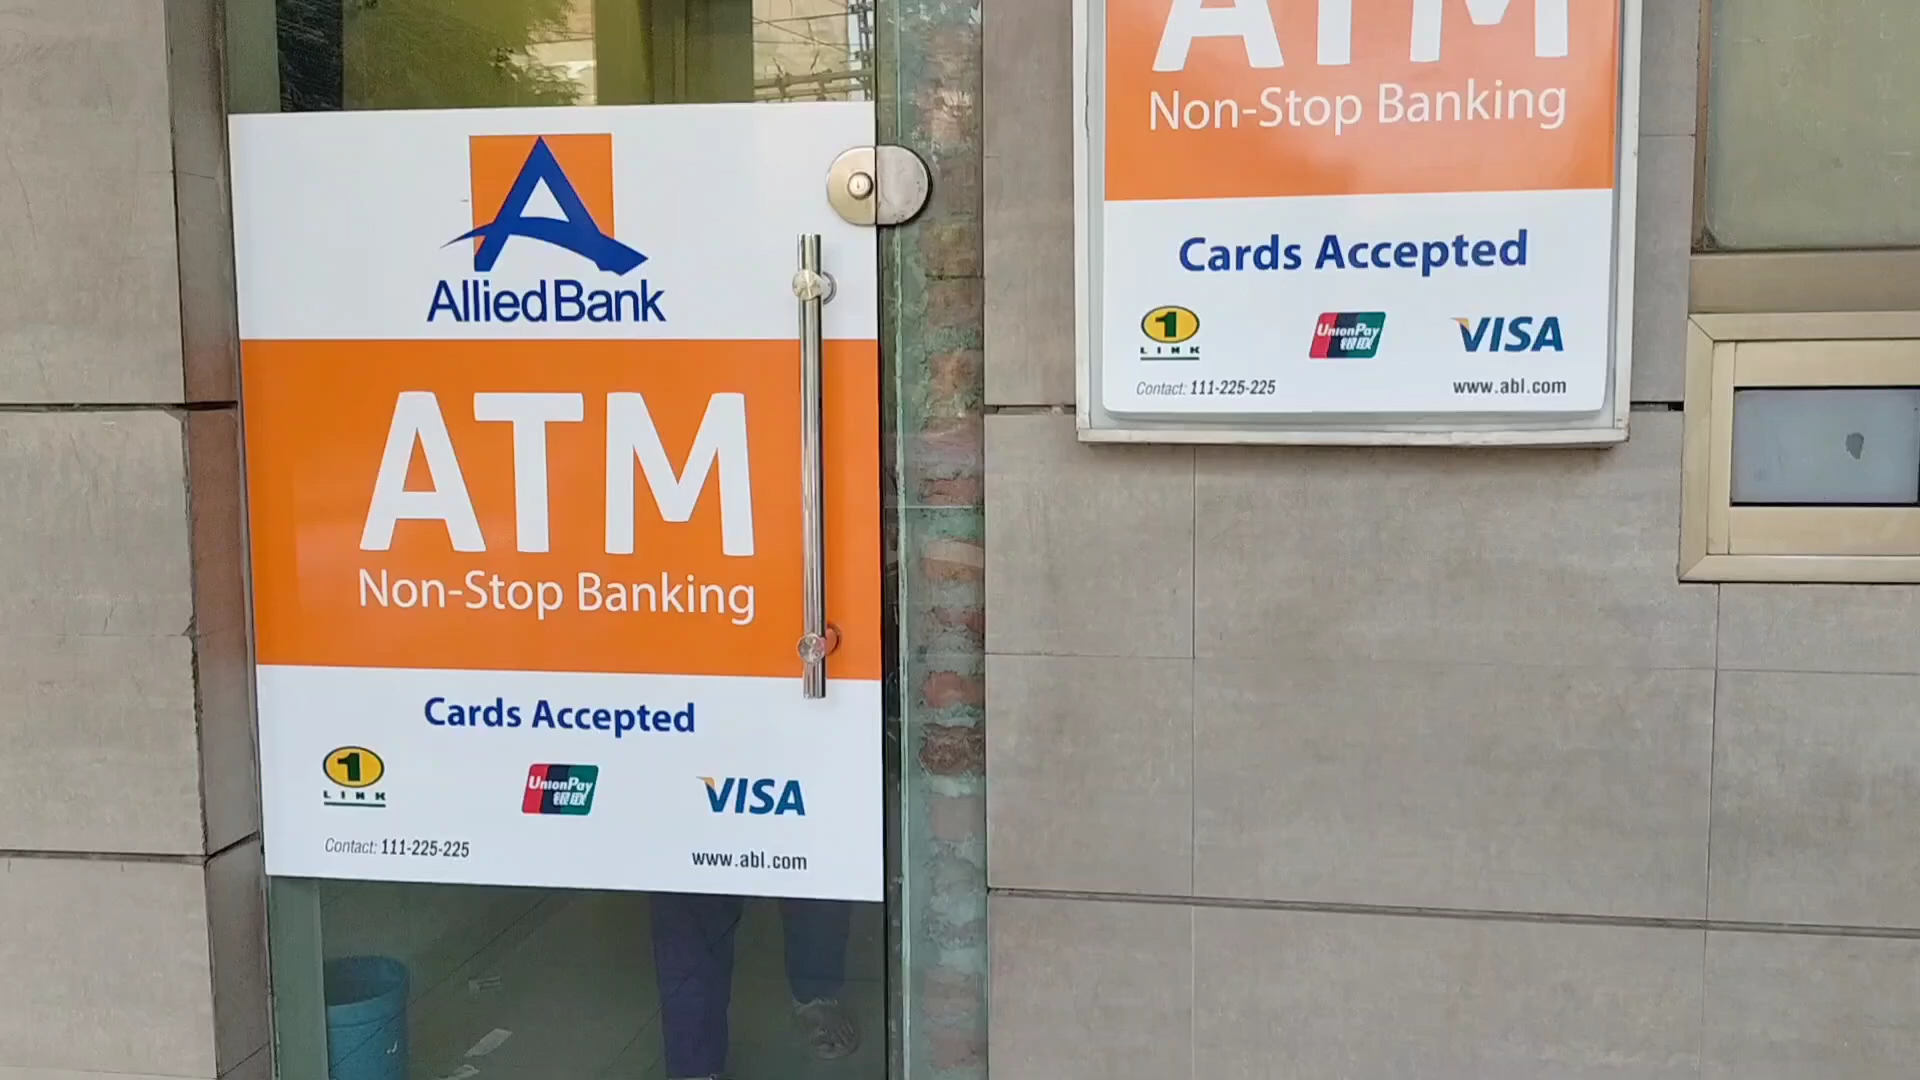 Allied Bank
ATM
Non-Stop Banking
Cards Accepted
1 LINK
UnionPay 银联
VISA
Contact: 111-225-225
www.abl.com
ATM
Non-Stop Banking
Cards Accepted
1 LINK
UnionPay 银联
VISA
Contact: 111-225-225
www.abl.com